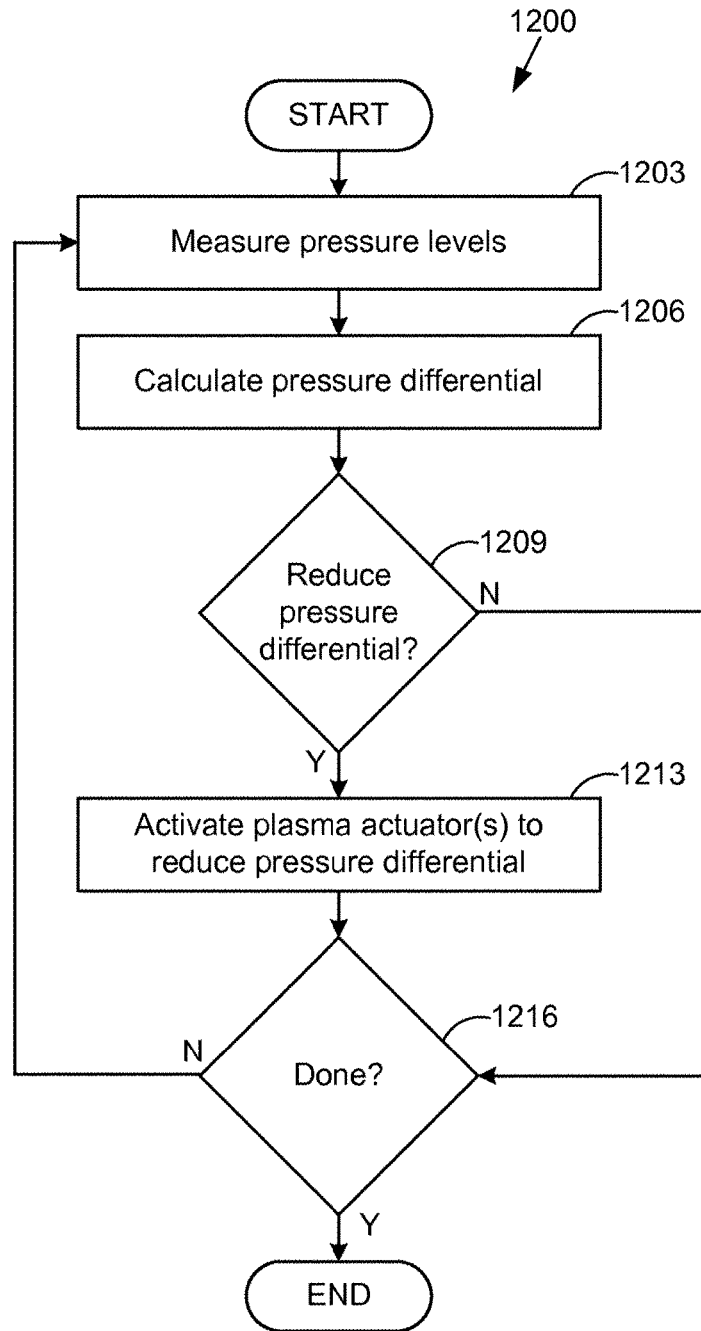 1200
START
1203
Measure pressure levels
1206
Calculate pressure differential
1209
Reduce
pressure
differential?
N
Y
1213
Activate plasma actuator(s) to
reduce pressure differential
1216
N
Done?
Y
END